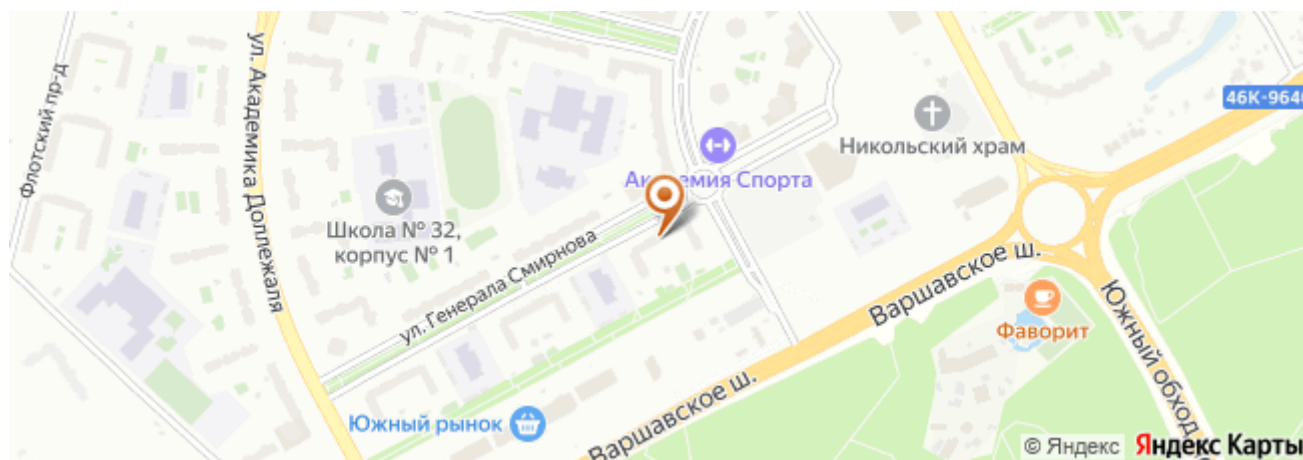 Флотский пр-д
ул. Академика Доллежаля
Школа № 32,
корпус № 1
ул. Генерала Смирнова
Академия Спорта
Никольский храм
46К-964
Варшавское ш.
Фаворит
Южный обход
Варшавское ш.
Южный рынок
© Яндекс Яндекс Карты